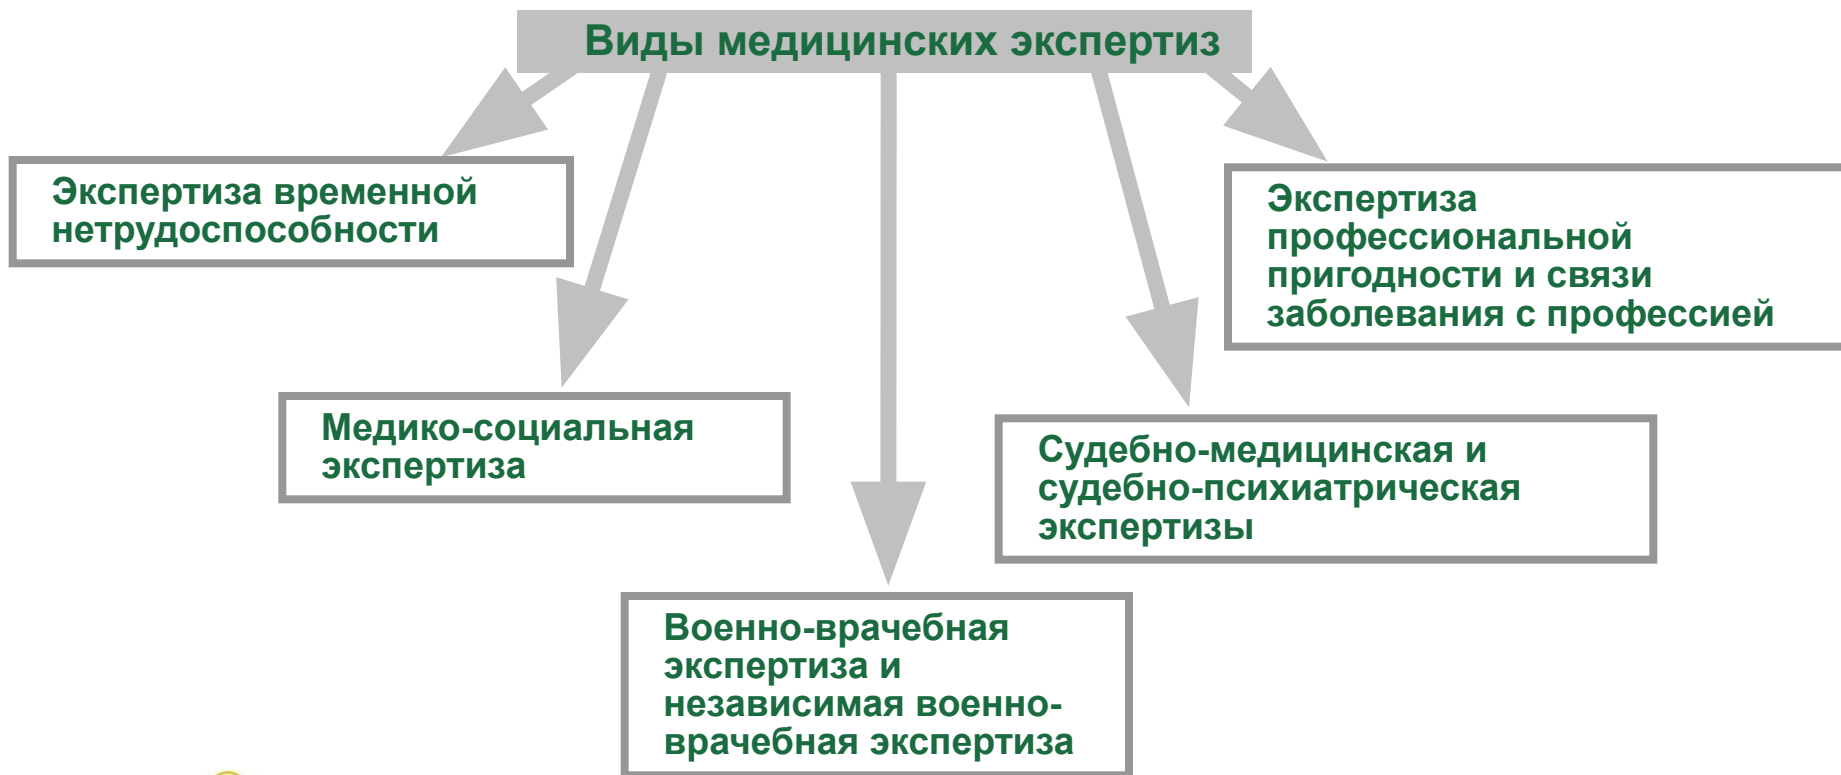 Виды медицинских экспертиз
Экспертиза временной
нетрудоспособности
Экспертиза
профессиональной
пригодности и связи
заболевания с профессией
Медико-социальная
экспертиза
Судебно-медицинская и
судебно-психиатрическая
экспертизы
Военно-врачебная
экспертиза и
независимая военно-
врачебная экспертиза